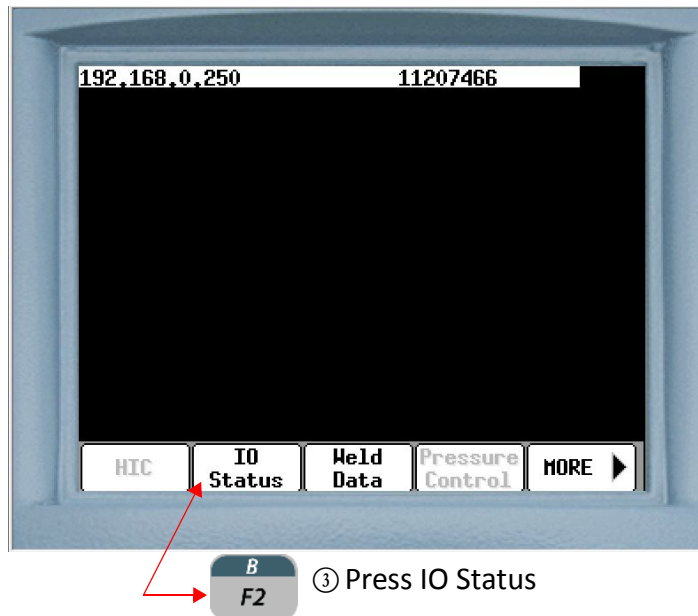 192.168.0.250 11207466
HIC IO Status Weld Data Pressure Control MORE
B
F2
③ Press IO Status